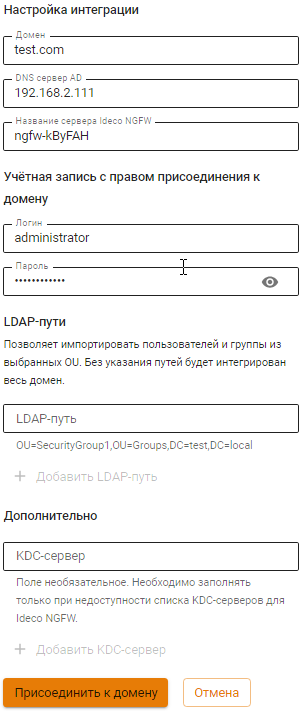 Настройка интеграции
Домен
test.com
DNS сервер AD
192.168.2.111
Название сервера Ideco NGFW
ngfw-kByFAH
Учётная запись с правом присоединения к
домену
Логин
administrator
Пароль
••••••••••••
LDAP-пути
Позволяет импортировать пользователей и группы из
выбранных OU. Без указания путей будет интегрирован
весь домен.
LDAP-путь
OU=SecurityGroup1,OU=Groups,DC=test,DC=local
+ Добавить LDAP-путь
Дополнительно
KDC-сервер
Поле необязательное. Необходимо заполнять
только при недоступности списка KDC-серверов для
Ideco NGFW.
+ Добавить KDC-сервер
Присоединить к домену
Отмена